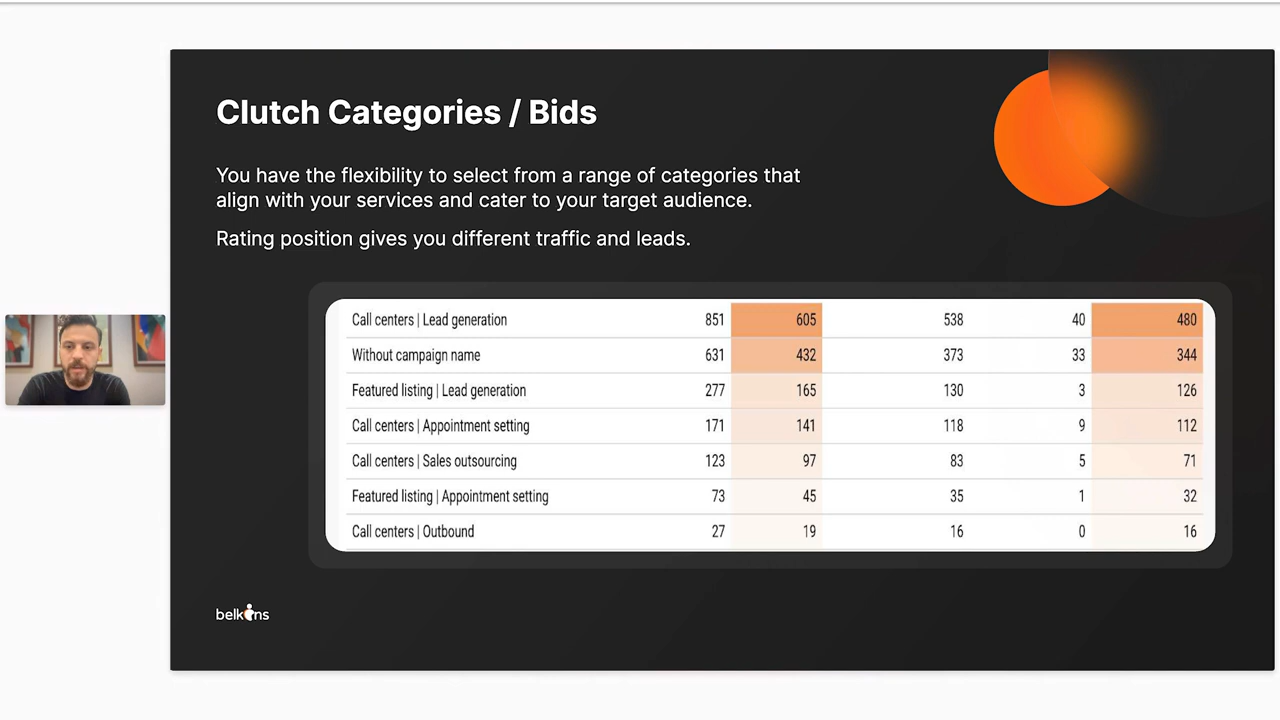 Clutch Categories / Bids
You have the flexibility to select from a range of categories that
align with your services and cater to your target audience.
Rating position gives you different traffic and leads.
Call centers | Lead generation 851 605 538 40 480
Without campaign name 631 432 373 33 344
Featured listing | Lead generation 277 165 130 3 126
Call centers | Appointment setting 171 141 118 9 112
Call centers | Sales outsourcing 123 97 83 5 71
Featured listing | Appointment setting 73 45 35 1 32
Call centers | Outbound 27 19 16 0 16
belkins